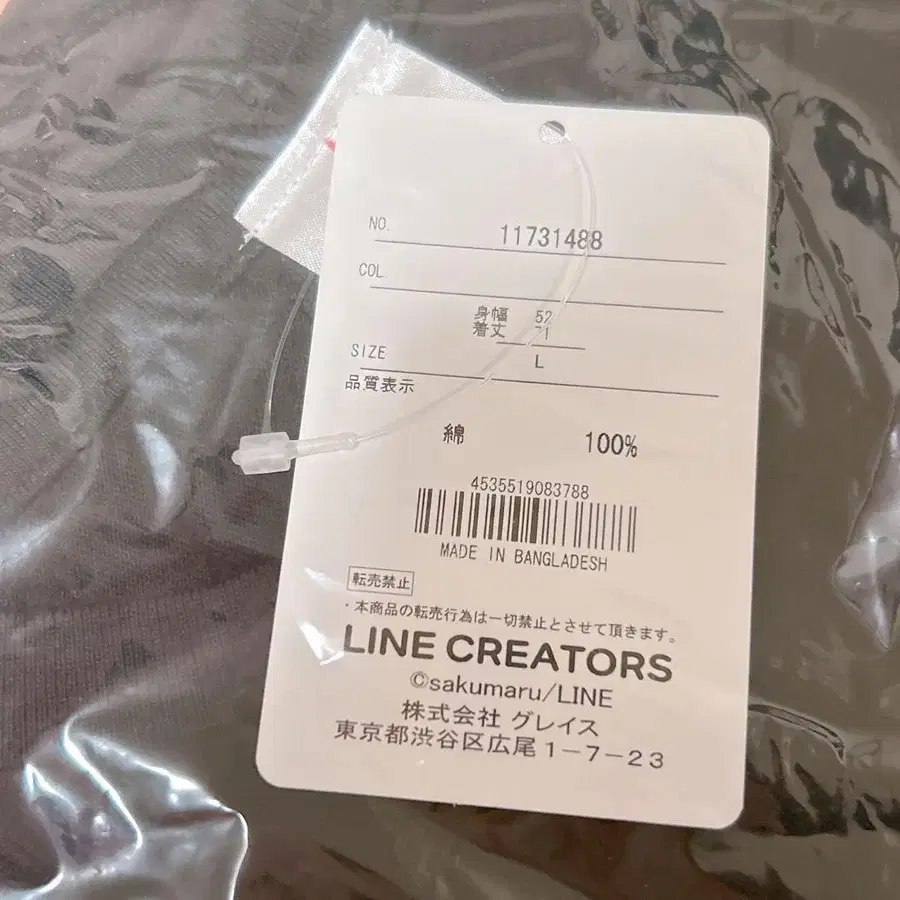 NO. 11731488
COL.
身幅 52
着丈 71
SIZE L
品質表示
綿 100%
4535519083788
MADE IN BANGLADESH
転売禁止
・本商品の転売行為は一切禁止とさせて頂きます。
LINE CREATORS
©sakumaru/LINE
株式会社 グレイス
東京都渋谷区広尾1-7-23